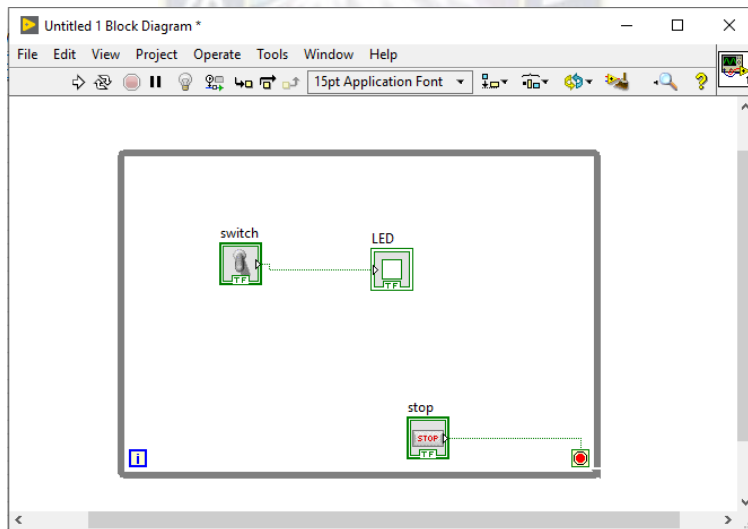 Untitled 1 Block Diagram *
File Edit View Project Operate Tools Window Help
15pt Application Font
switch
TF
LED
TF
stop
STOP
TF
i